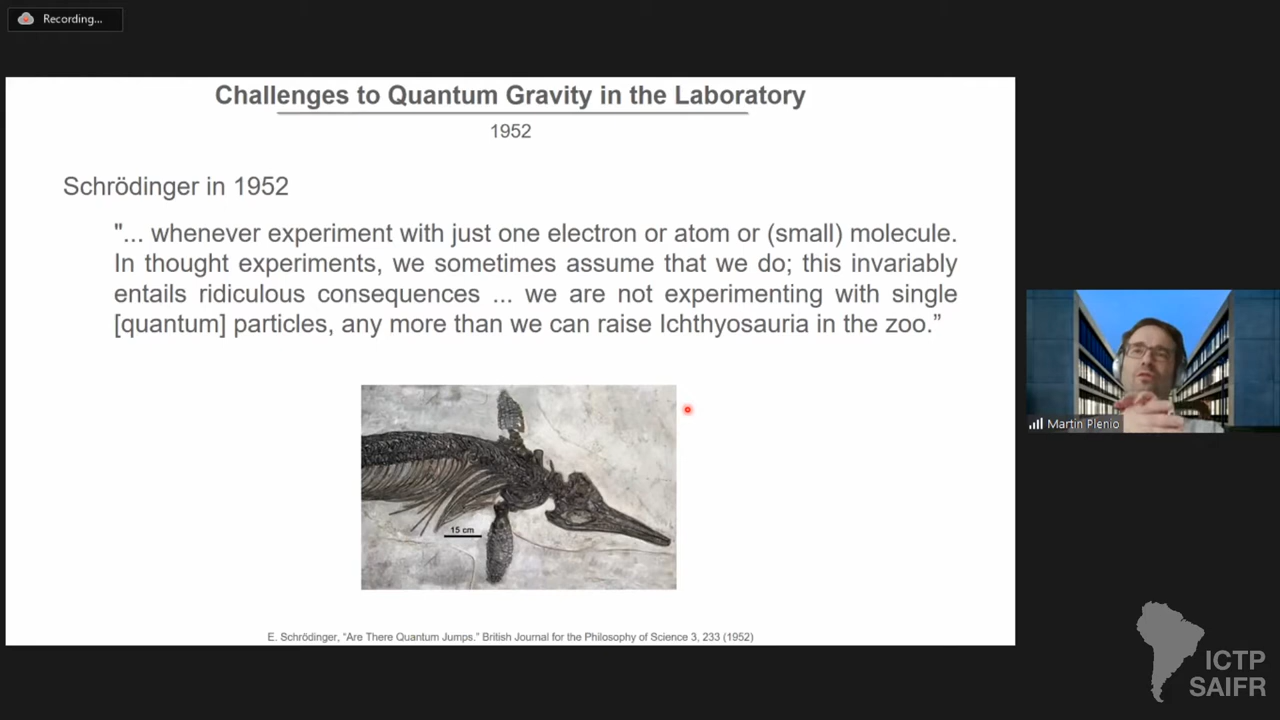 Recording...
Challenges to Quantum Gravity in the Laboratory
1952
Schrödinger in 1952
"... whenever experiment with just one electron or atom or (small) molecule.
In thought experiments, we sometimes assume that we do; this invariably
entails ridiculous consequences ... we are not experimenting with single
[quantum] particles, any more than we can raise Ichthyosauria in the zoo.”
15 cm
E. Schrödinger, “Are There Quantum Jumps.” British Journal for the Philosophy of Science 3, 233 (1952)
Martin Plenio
ICTP
SAIFR